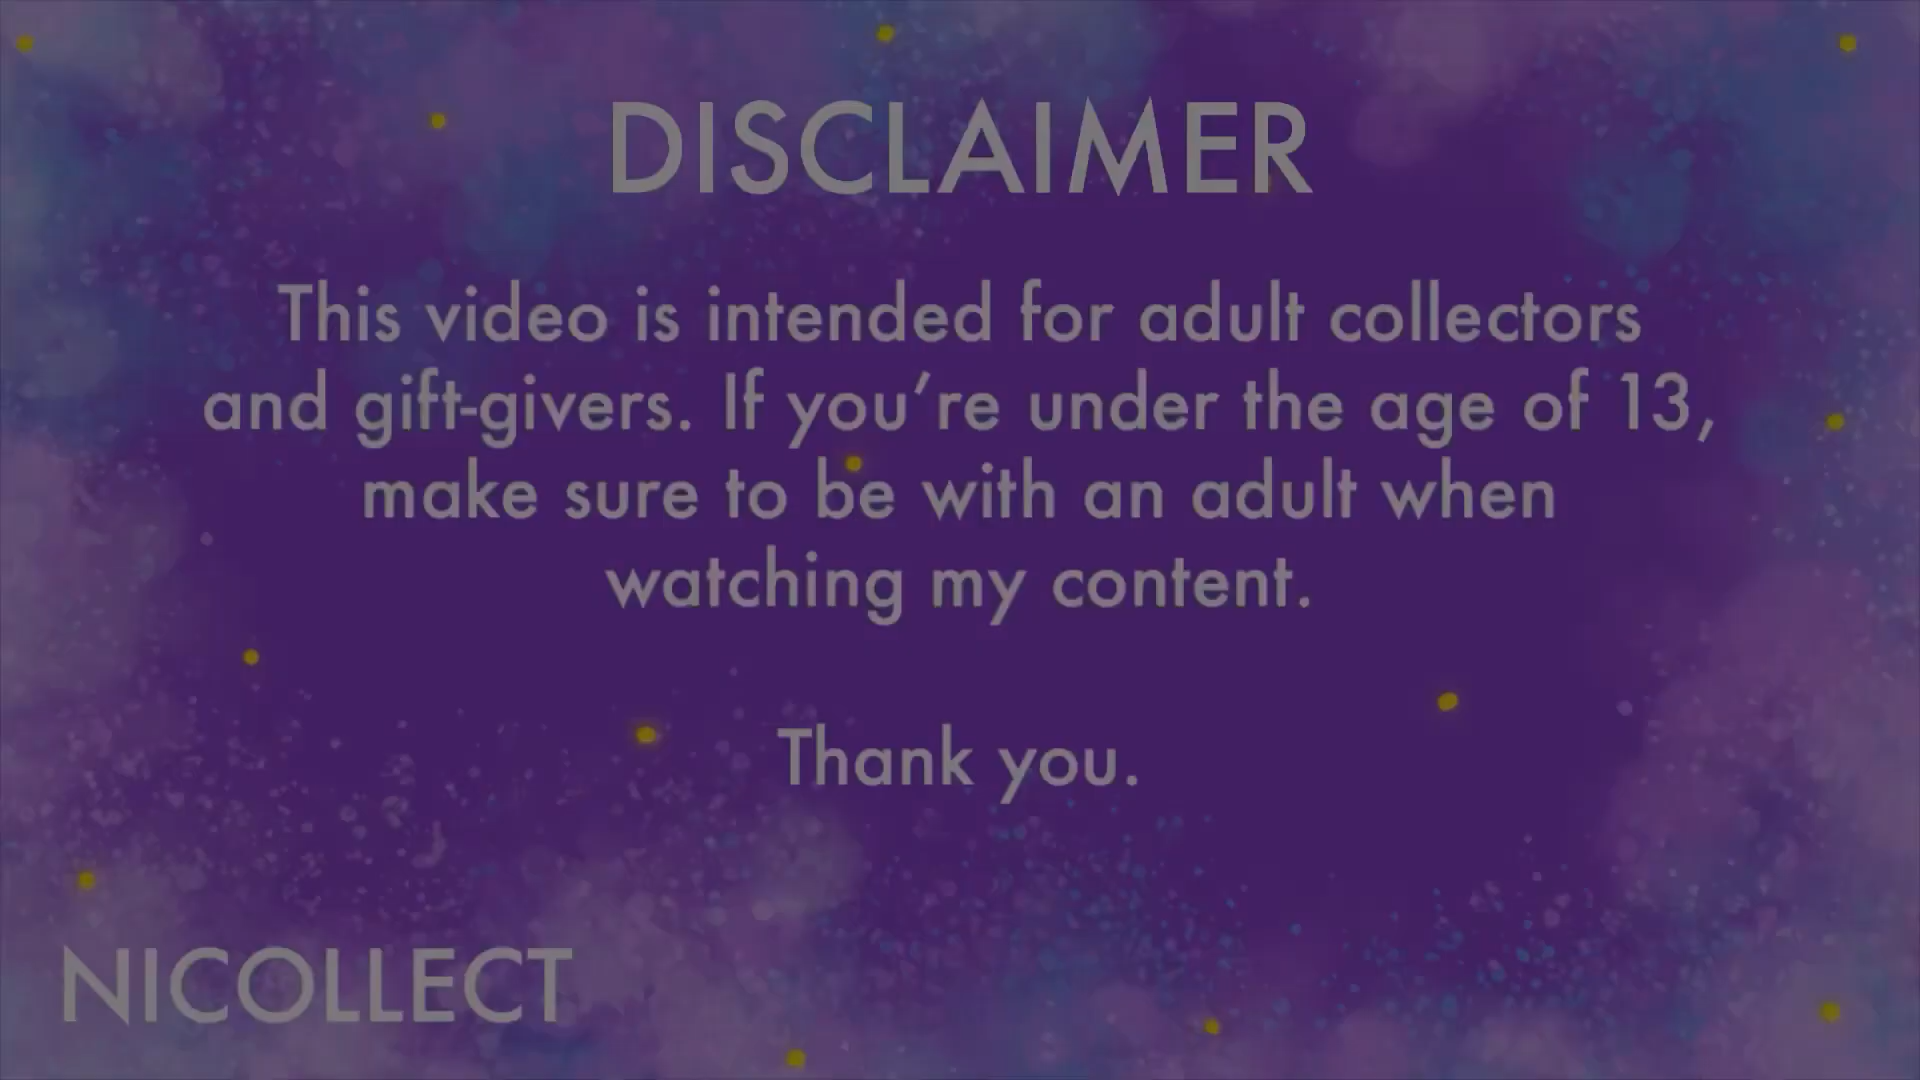 DISCLAIMER
This video is intended for adult collectors
and gift-givers. If you’re under the age of 13,
make sure to be with an adult when
watching my content.
Thank you.
NICOLLECT